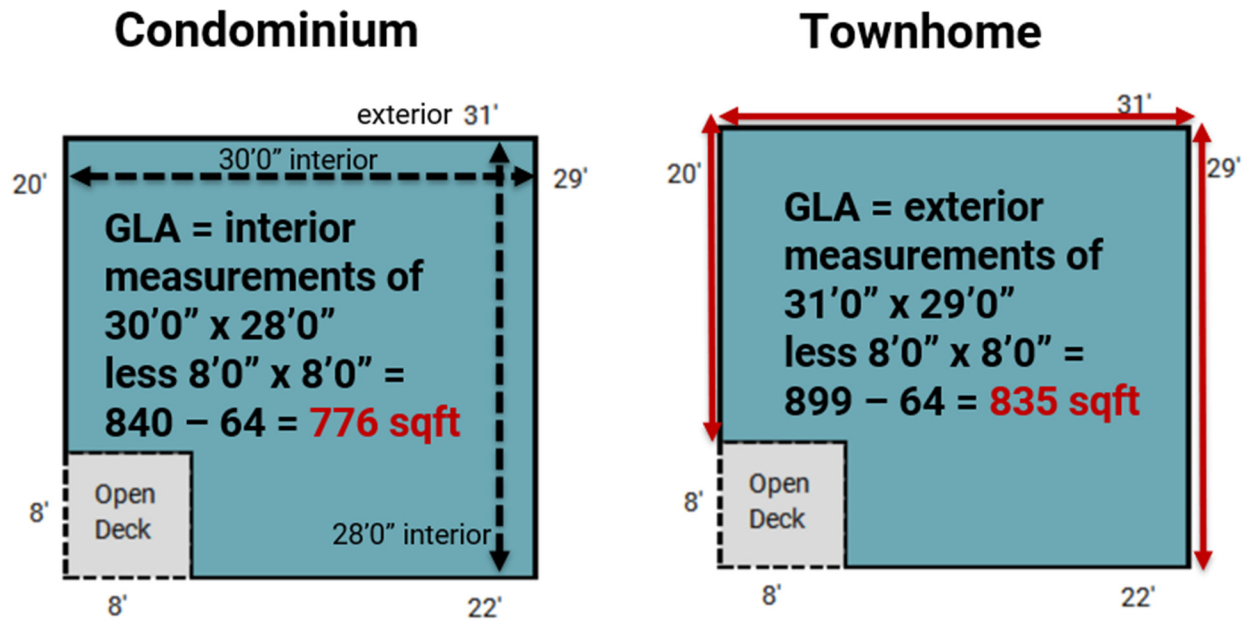 Condominium
exterior 31'
30’0” interior
20'
29'
GLA = interior
measurements of
30’0” x 28’0”
less 8’0” x 8’0” =
840 – 64 = 776 sqft
Open
Deck
8'
28’0” interior
8'
22'
Townhome
31'
20'
29'
GLA = exterior
measurements of
31’0” x 29’0”
less 8’0” x 8’0” =
899 – 64 = 835 sqft
Open
Deck
8'
8'
22'